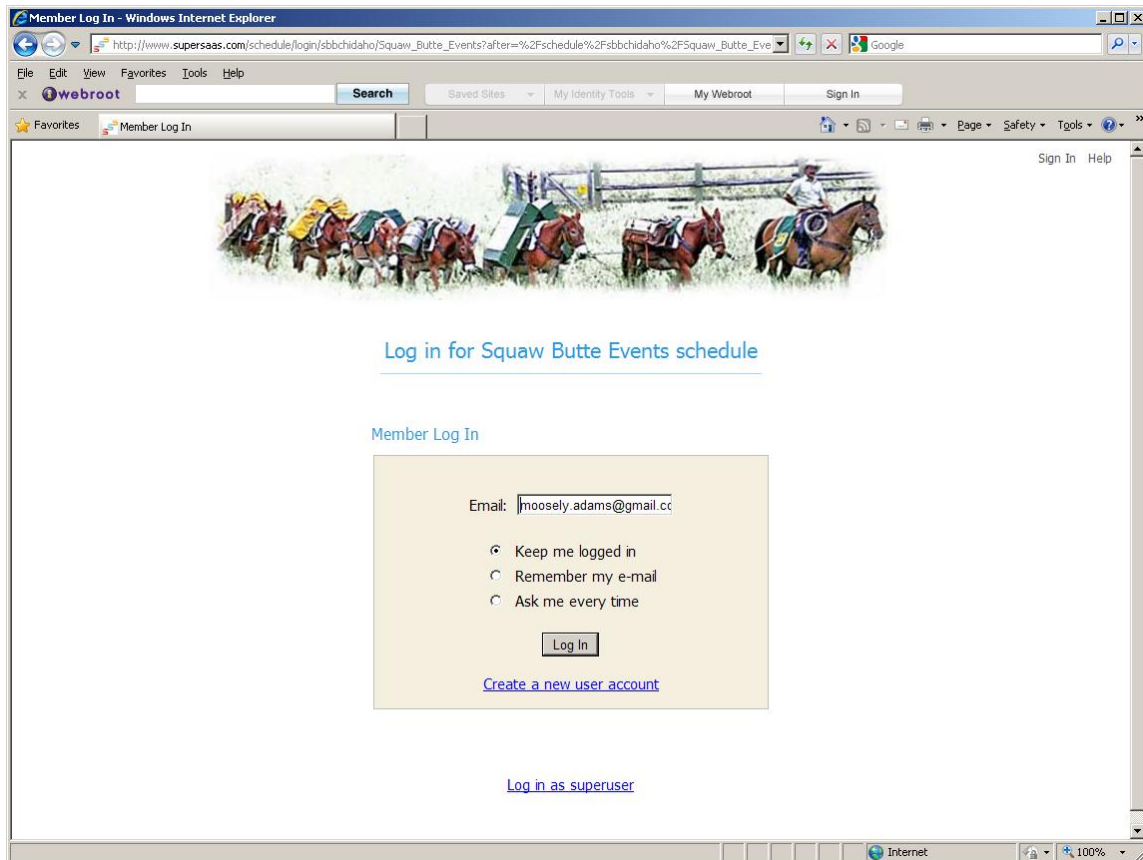 Member Log In - Windows Internet Explorer
http://www.supersaas.com/schedule/login/sbbchidaho/Squaw_Butte_Events?after=%2Fschedule%2Fsbbchidaho%2FSquaw_Butte_Eve
Google
File Edit View Favorites Tools Help
x webroot Search Saved Sites My Identity Tools My Webroot Sign In
Favorites Member Log In Page Safety Tools »
Sign In Help
Log in for Squaw Butte Events schedule
Member Log In
Email: moosely.adams@gmail.cc
Keep me logged in
Remember my e-mail
Ask me every time
Log In
Create a new user account
Log in as superuser
Internet 100%